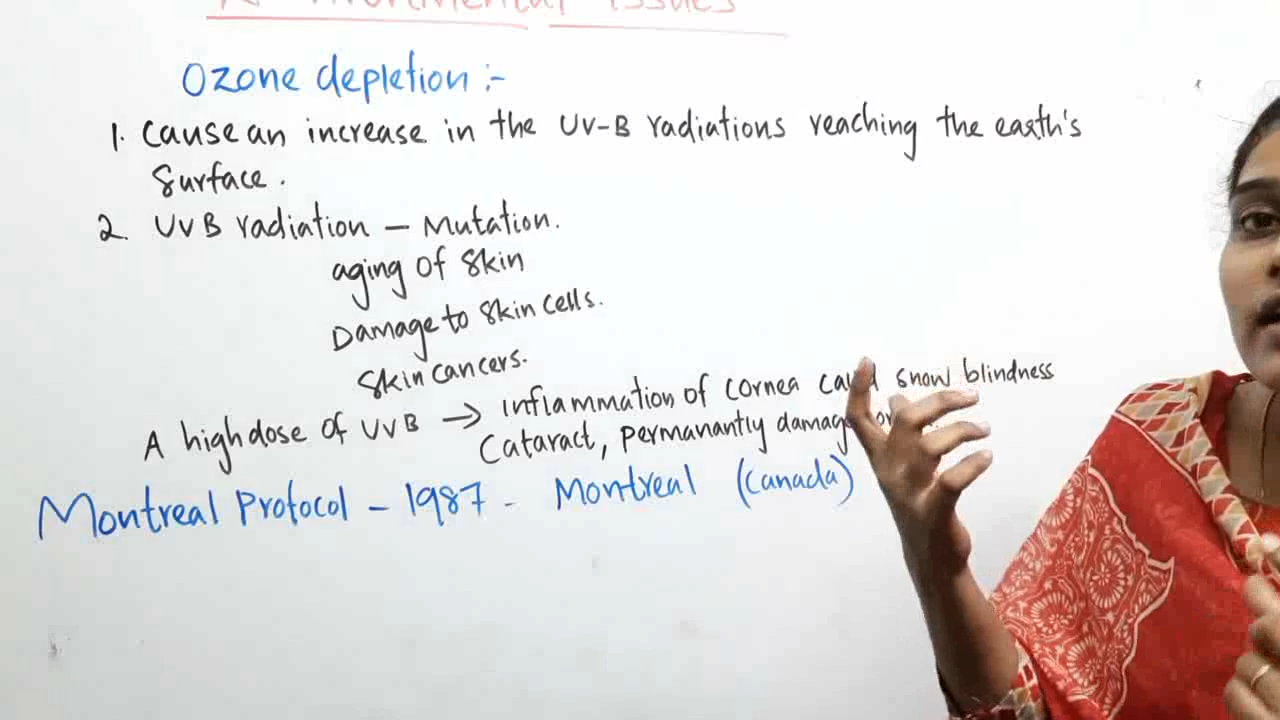 Issues
Ozone depletion :-
1. Cause an increase in the UV-B radiations reaching the earth's
Surface.
2. UVB radiation - Mutation.
aging of Skin
Damage to Skin cells.
Skin cancers.
A high dose of UVB → Inflammation of cornea snow blindness
Cataract, permanantly damage
Montreal Protocol - 1987 - Montreal (Canada)